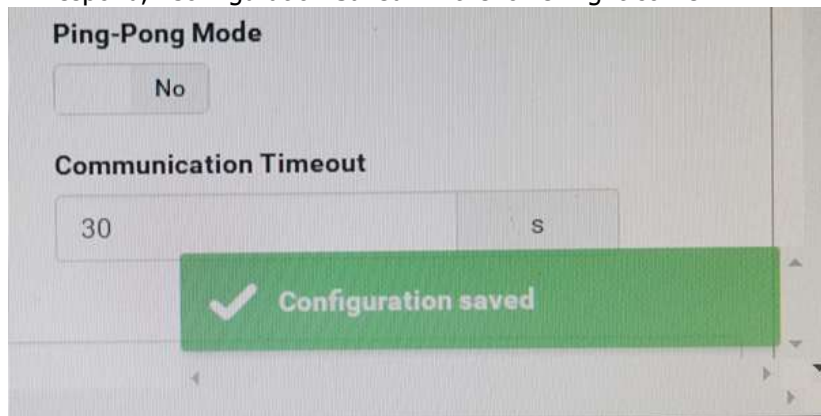 Ping-Pong Mode
No
Communication Timeout
30 s
Configuration saved